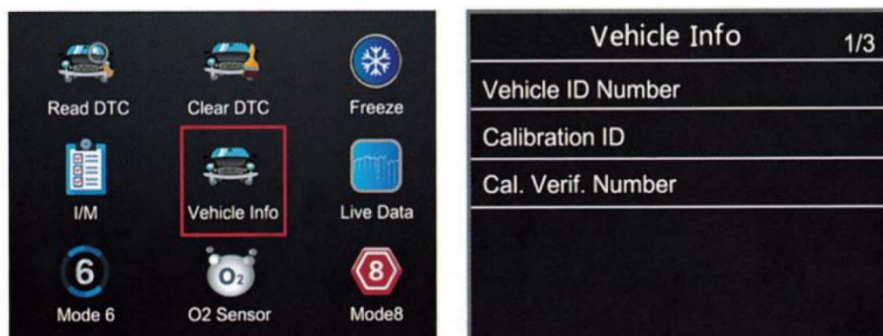 Read DTC
Clear DTC
Freeze
I/M
Vehicle Info
Live Data
6
O2
8
Mode 6
O2 Sensor
Mode8
Vehicle Info
1/3
Vehicle ID Number
Calibration ID
Cal. Verif. Number